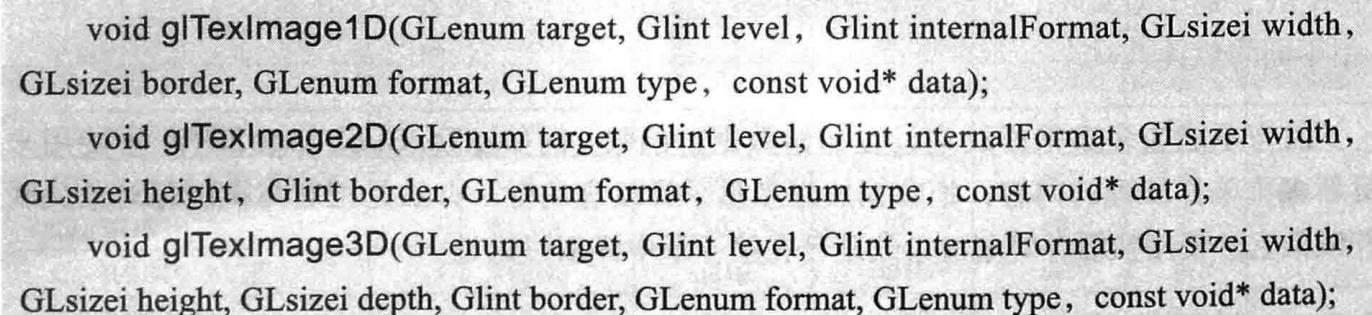 void glTexImage1D(GLenum target, Glint level，Glint internalFormat, GLsizei width，
GLsizei border, GLenum format, GLenum type，const void* data);
void glTexImage2D(GLenum target, Glint level, Glint internalFormat, GLsizei width，
GLsizei height，Glint border, GLenum format，GLenum type，const void* data);
void glTexImage3D(GLenum target, Glint level, Glint internalFormat, GLsizei width，
GLsizei height, GLsizei depth, Glint border, GLenum format, GLenum type，const void* data);